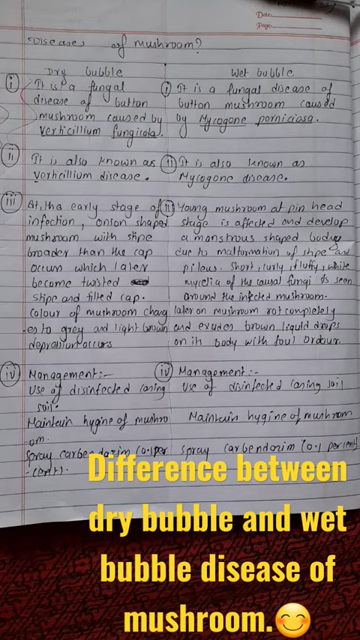 Date:
Page:
Diseases of mushroom?
Dry bubble
Wet bubble
i It is a fungal
disease of button
mushroom caused by
Verticillium fungicola.
i It is a fungal disease of
button mushroom caused
by Mycogone porniciosa.
ii It is also known as
Verticillium disease.
ii It is also known as
Mycogone disease.
iii At tha early stage of
infection, onion shaped
mushroom with stipe
broader than the cap
occurs which later
become twisted
stipe and tilted cap.
Colour of mushroom chang
es to grey and light brown
occurs
Young mushroom at pin head
stage is affected and develop
a monstrous shaped body
due to malformation of stipe and
pileus. Short, curly, fluffy, white
mycelia of the causal fungi is seen
around the infected mushroom.
later on mushroom rot completely
and exudes brown liquid drops
on its body with foul odour.
iv Management:-
Use of disinfected casing
soil.
Maintain hygine of mushro
om.
Spray carbendazim (0.1 per
cent).
iv Management:-
Use of disinfected casing soil
Maintain hygine of mushroom
spray carbendazim (0.1 percent)
Difference between
dry bubble and wet
bubble disease of
mushroom.😊